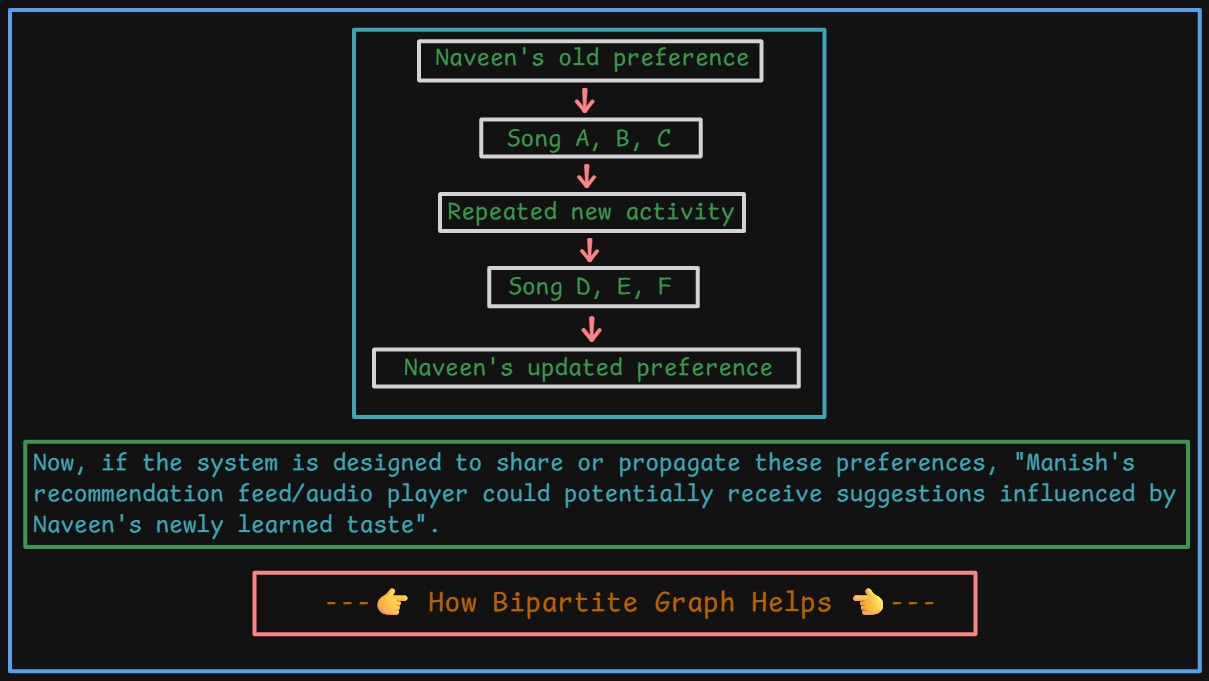 Naveen's old preference
Song A, B, C
Repeated new activity
Song D, E, F
Naveen's updated preference
Now, if the system is designed to share or propagate these preferences, "Manish's
recommendation feed/audio player could potentially receive suggestions influenced by
Naveen's newly learned taste".
---👉 How Bipartite Graph Helps 👈---